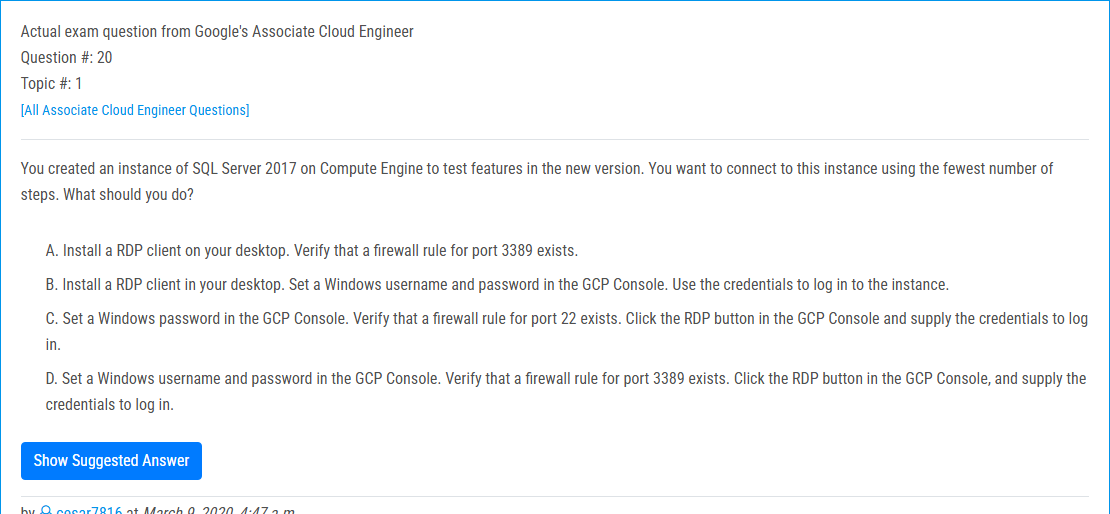 Actual exam question from Google's Associate Cloud Engineer
Question #: 20
Topic #: 1
[All Associate Cloud Engineer Questions]
You created an instance of SQL Server 2017 on Compute Engine to test features in the new version. You want to connect to this instance using the fewest number of
steps. What should you do?
A. Install a RDP client on your desktop. Verify that a firewall rule for port 3389 exists.
B. Install a RDP client in your desktop. Set a Windows username and password in the GCP Console. Use the credentials to log in to the instance.
C. Set a Windows password in the GCP Console. Verify that a firewall rule for port 22 exists. Click the RDP button in the GCP Console and supply the credentials to log
in.
D. Set a Windows username and password in the GCP Console. Verify that a firewall rule for port 3389 exists. Click the RDP button in the GCP Console, and supply the
credentials to log in.
Show Suggested Answer
by cesar7816 at March 9, 2020, 4:47 a.m.